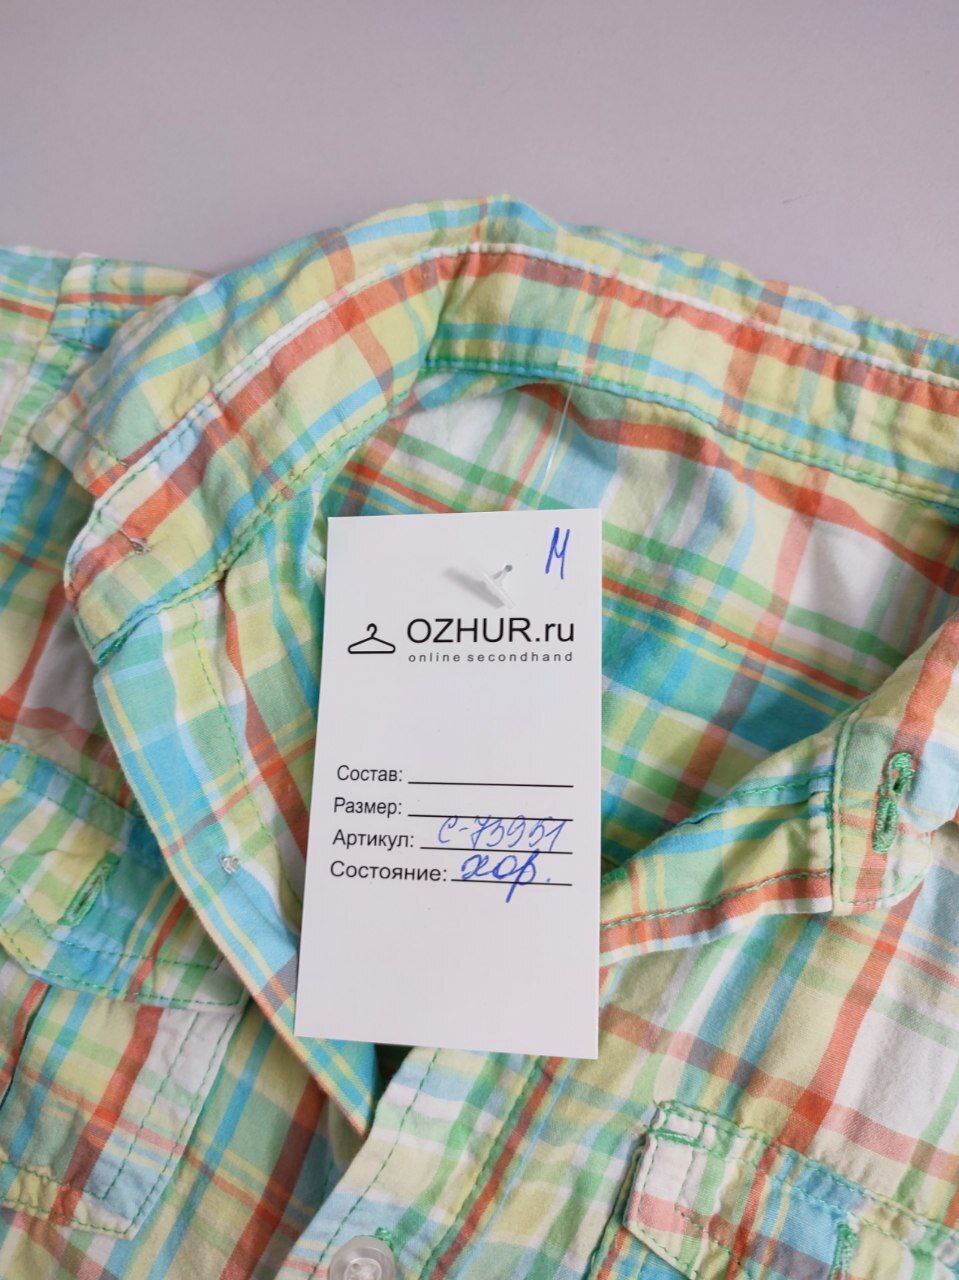 М
OZHUR.ru
online secondhand
Состав:
Размер:
Артикул: С-73951
Состояние: хор.